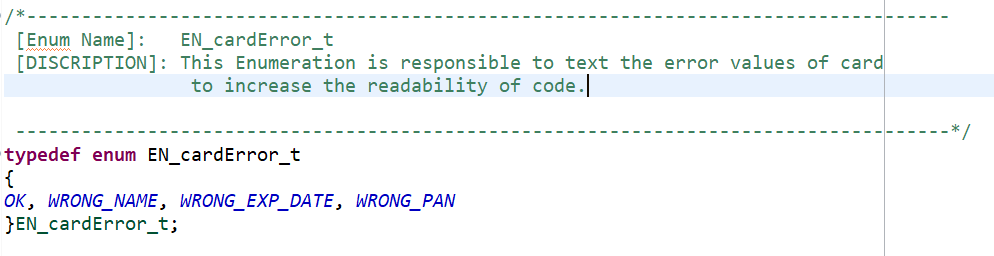 /*------------------------------------------------------------------------------------
[Enum Name]:   EN_cardError_t
[DISCRIPTION]: This Enumeration is responsible to text the error values of card
to increase the readability of code.
-------------------------------------------------------------------------------------*/
typedef enum EN_cardError_t
{
OK, WRONG_NAME, WRONG_EXP_DATE, WRONG_PAN
}EN_cardError_t;